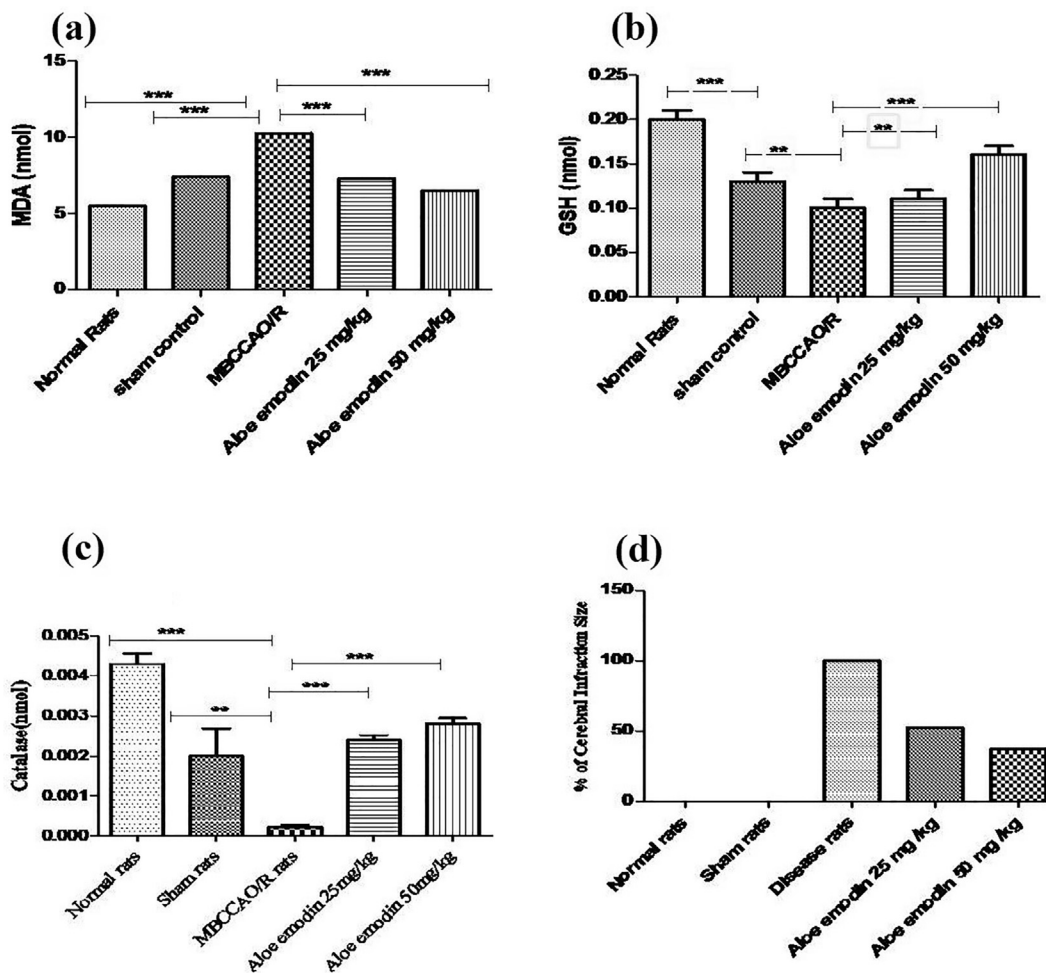 (a)
15
10
5
0
MDA (nmol)
***
***
***
***
Normal Rats
sham control
MBCCAO/R
Aloe emodin 25 mg/kg
Aloe emodin 50 mg/kg
(b)
0.25
0.20
0.15
0.10
0.05
0.00
GSH (nmol)
***
**
**
***
Normal Rats
sham control
MBCCAO/R
Aloe emodin 25 mg/kg
Aloe emodin 50 mg/kg
(c)
0.005
0.004
0.003
0.002
0.001
0.000
Catalase(nmol)
***
**
***
***
Normal rats
Sham rats
MBCCAO/R rats
Aloe emodin 25mg/kg
Aloe emodin 50mg/kg
(d)
150
100
50
0
% of Cerebral Infraction Size
Normal rats
Sham rats
Disease rats
Aloe emodin 25 mg /kg
Aloe emodin 50 mg /kg